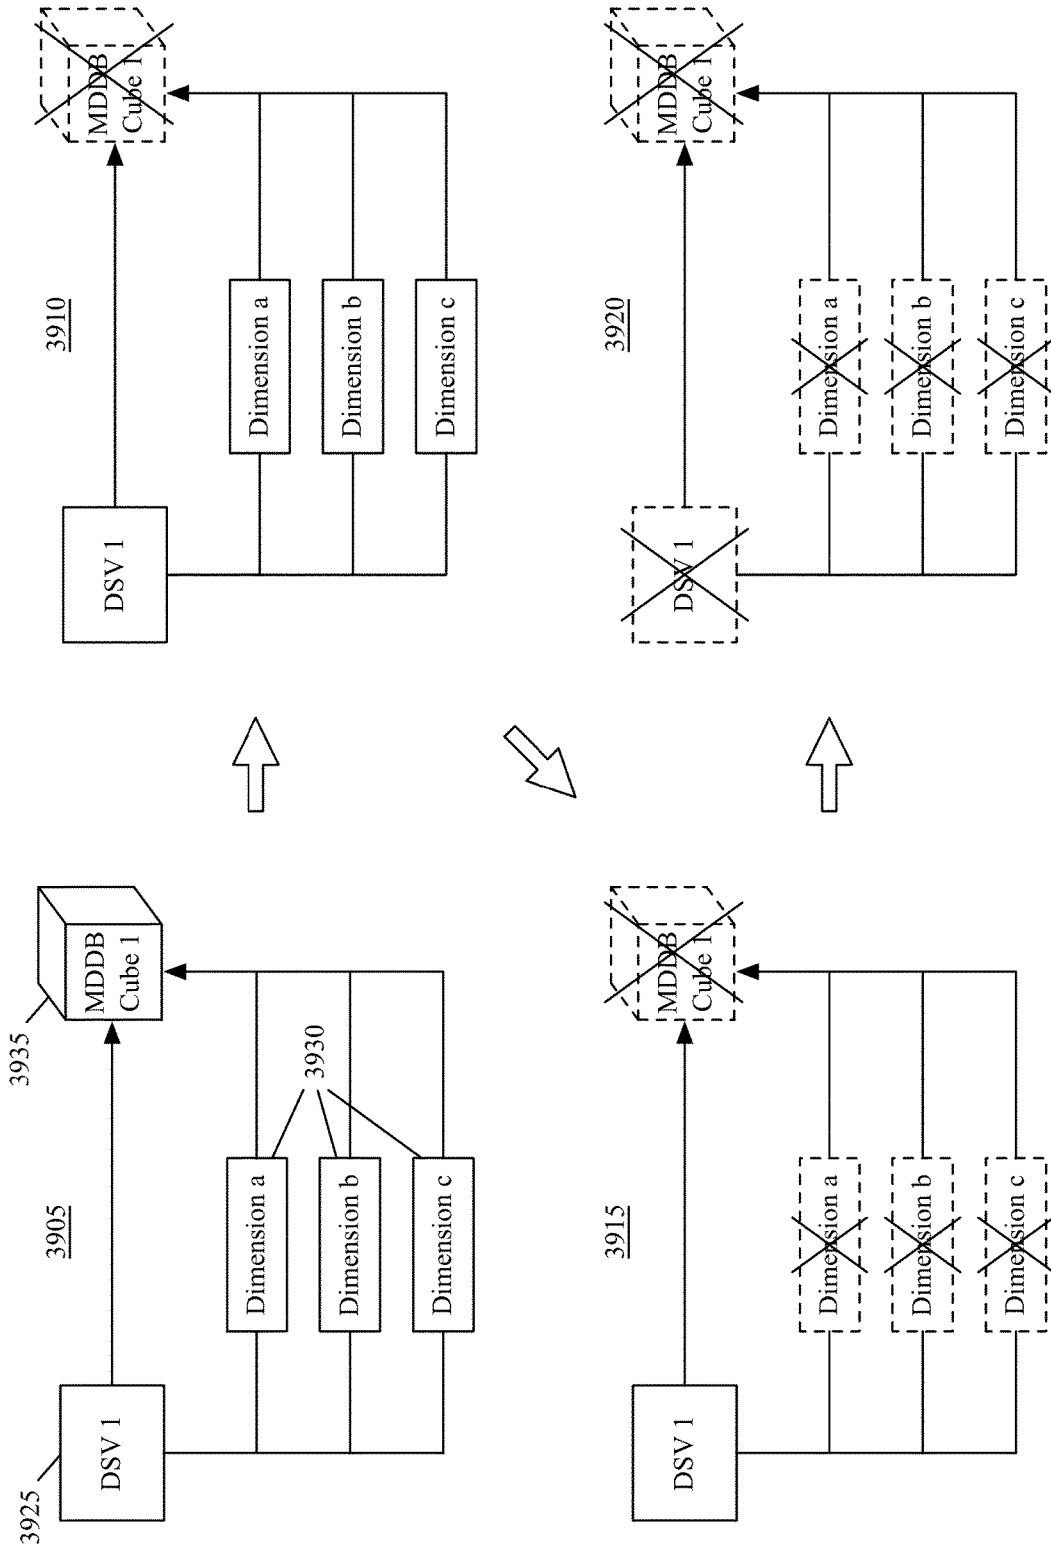 3905
3925
DSV 1
3935
MDDB
Cube 1
3930
Dimension a
Dimension b
Dimension c
3910
DSV 1
MDDB
Cube 1
Dimension a
Dimension b
Dimension c
3915
DSV 1
MDDB
Cube 1
Dimension a
Dimension b
Dimension c
3920
DSV 1
MDDB
Cube 1
Dimension a
Dimension b
Dimension c